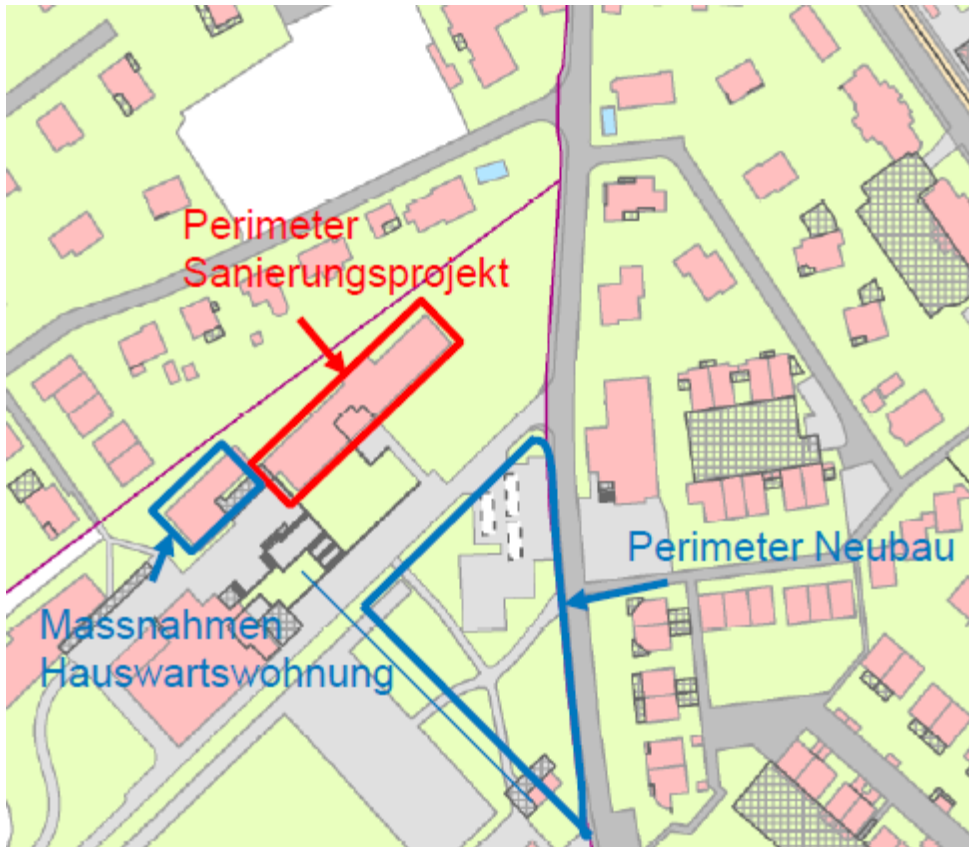 Perimeter
Sanierungsprojekt
Perimeter Neubau
Massnahmen
Hauswartswohnung